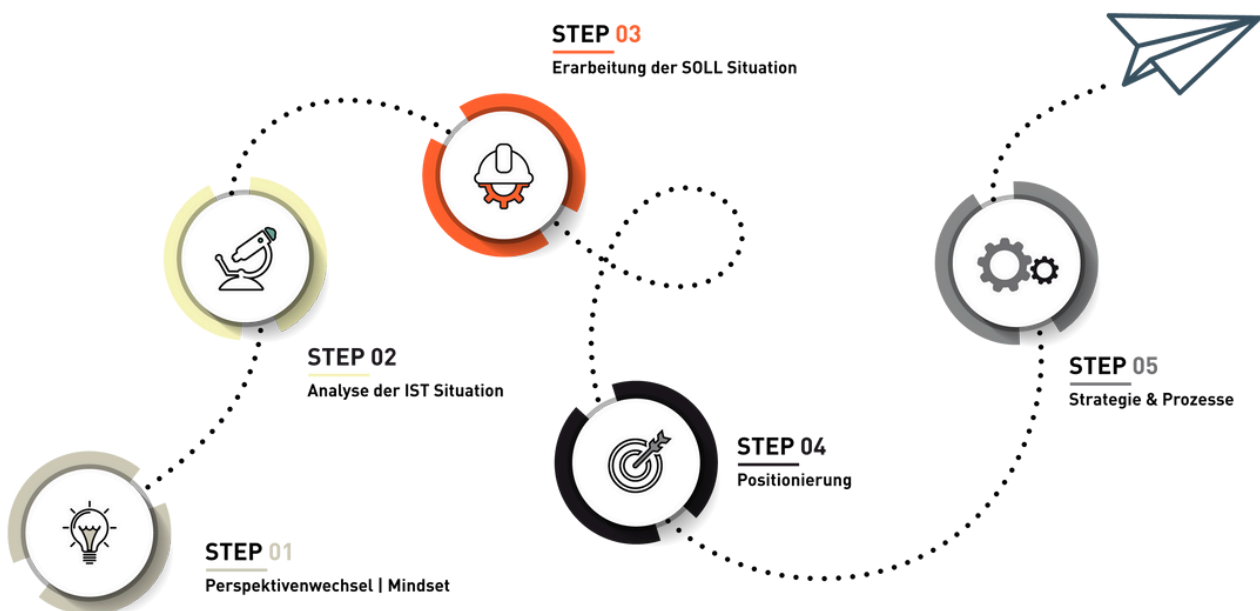 STEP 01
Perspektivenwechsel | Mindset
STEP 02
Analyse der IST Situation
STEP 03
Erarbeitung der SOLL Situation
STEP 04
Positionierung
STEP 05
Strategie & Prozesse